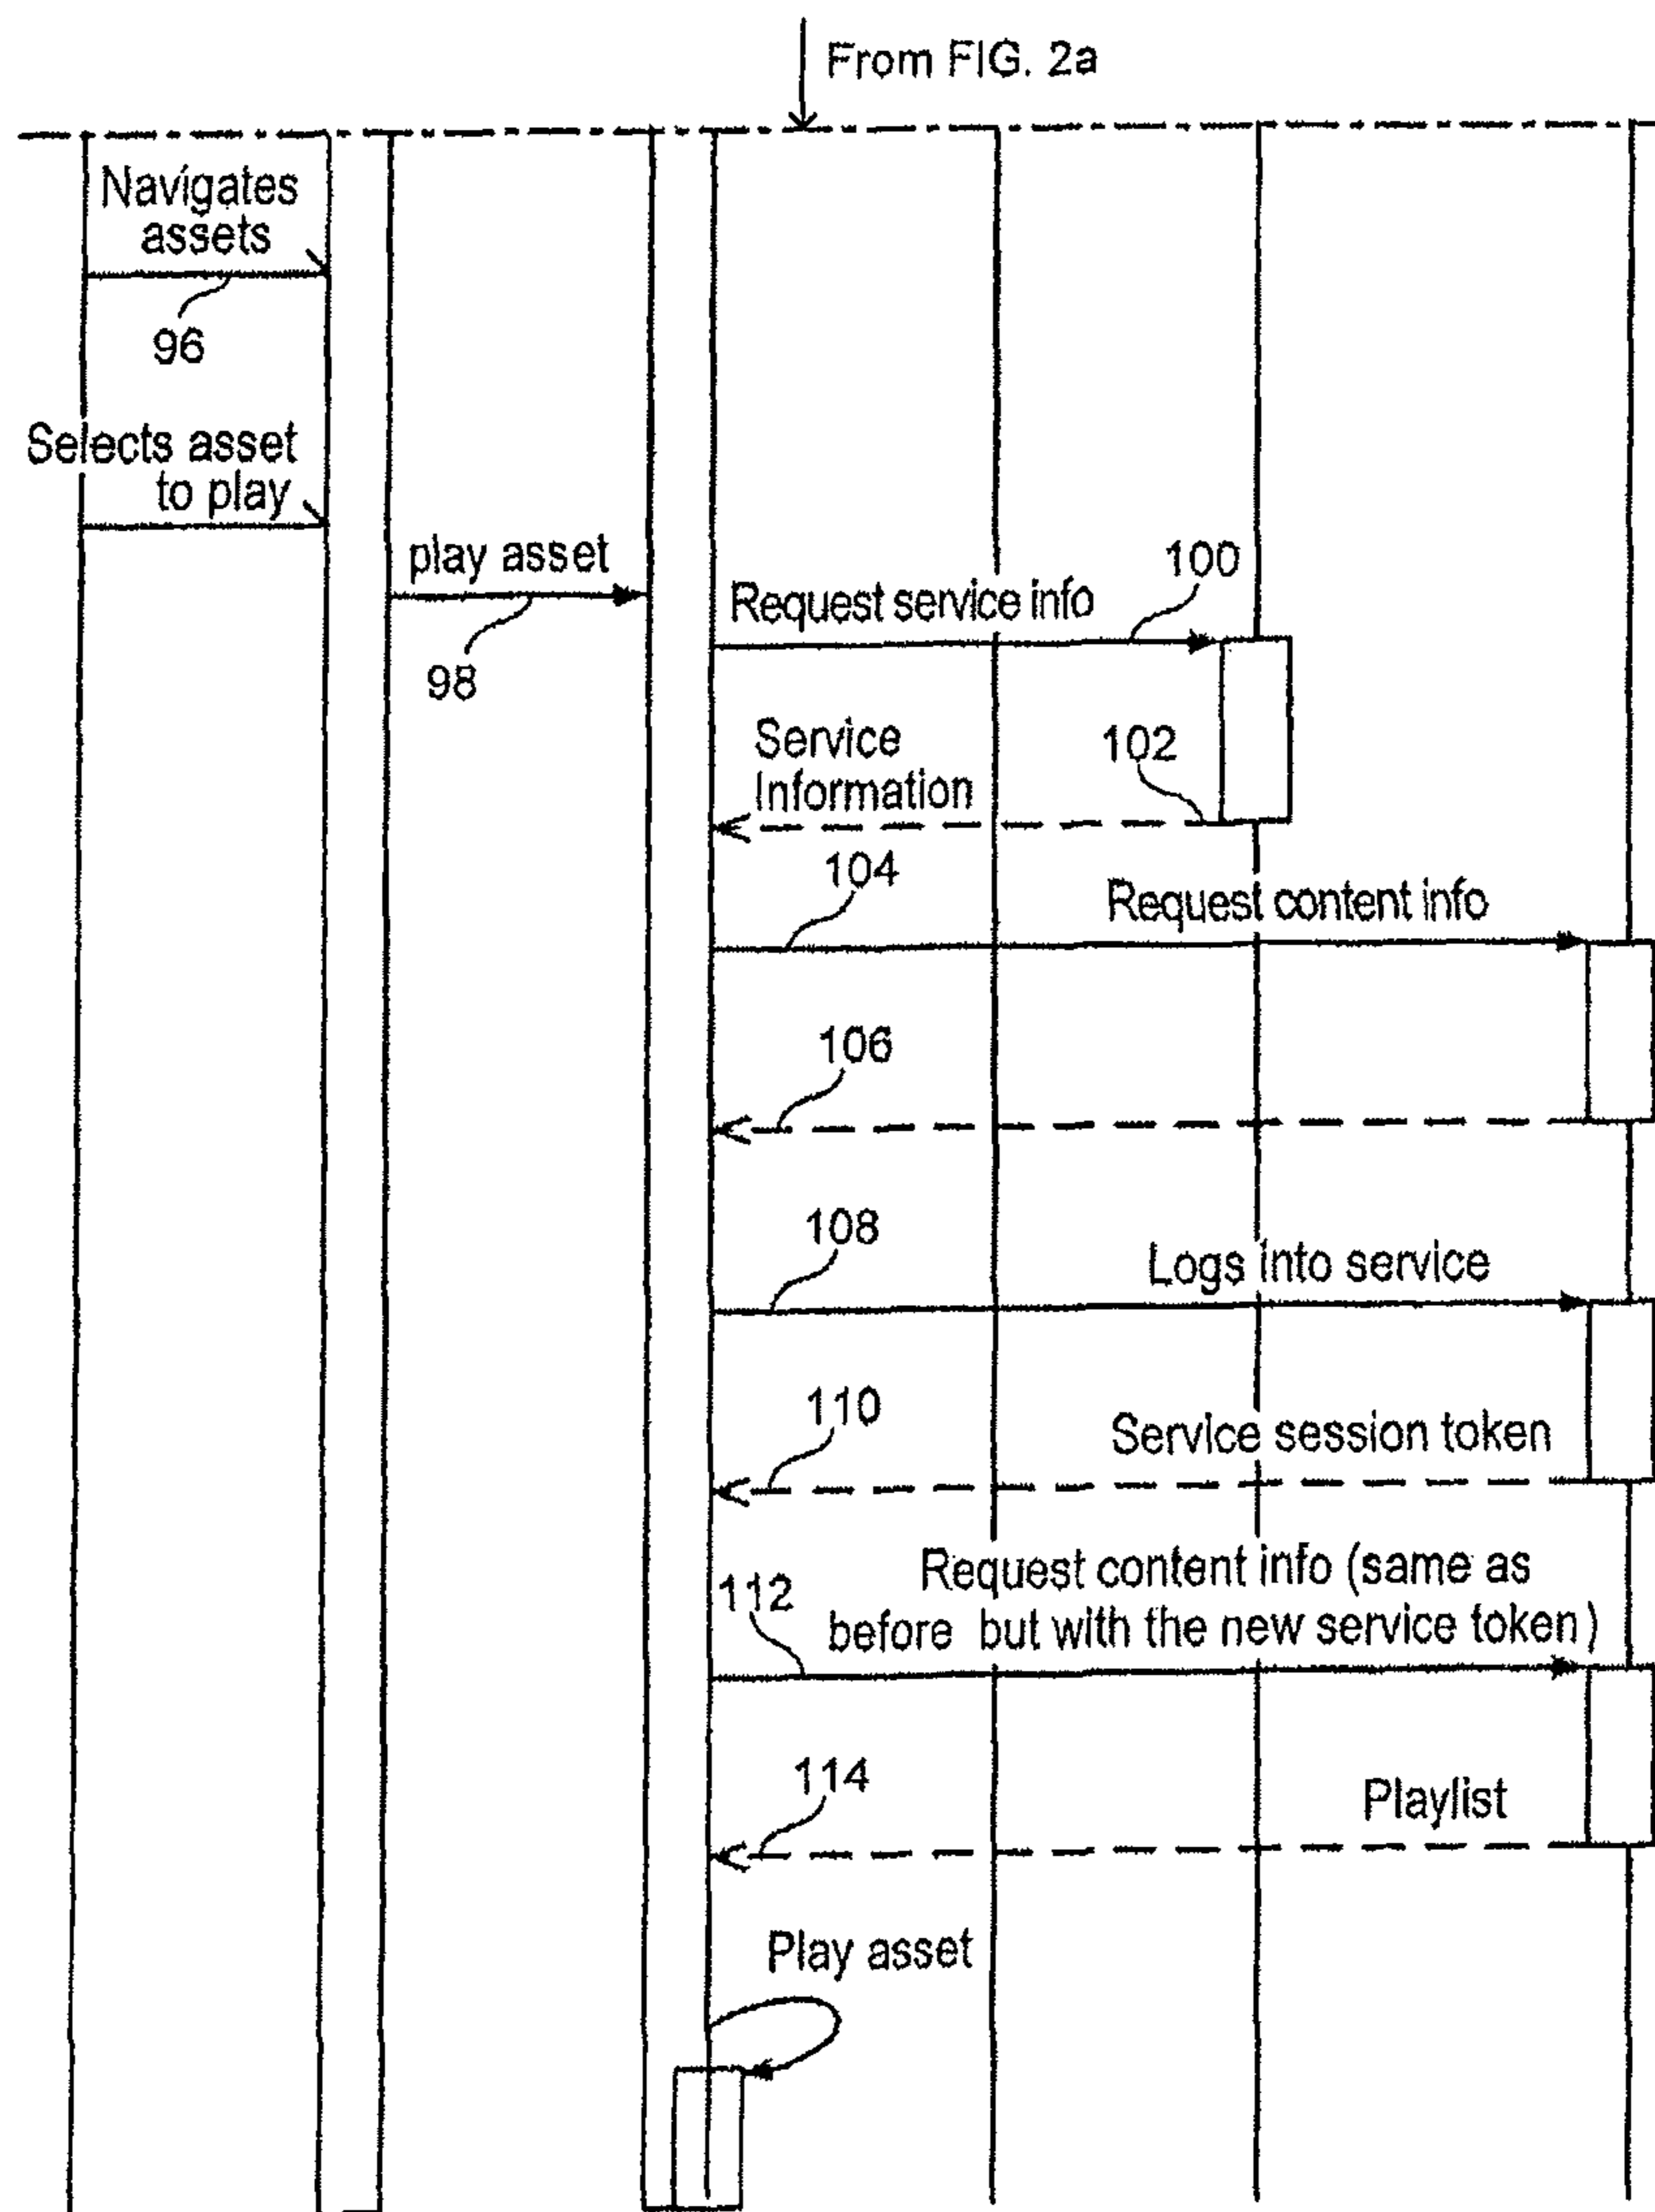 From FIG. 2a
Navigates
assets
96
Selects asset
to play
play asset
98
Request service info
100
Service
Information
102
104
Request content info
106
108
Logs into service
110
Service session token
112
Request content info (same as
before but with the new service token)
114
Playlist
Play asset